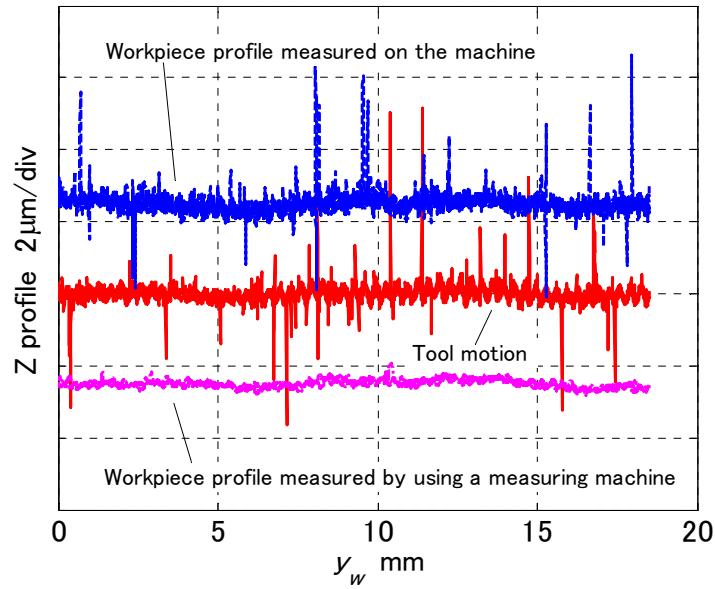 Workpiece profile measured on the machine
Z profile 2μm/div
Tool motion
Workpiece profile measured by using a measuring machine
0 5 10 15 20
y_w mm